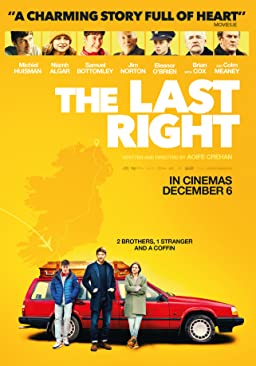 "A CHARMING STORY FULL OF HEART"
MOVIES.IE
Michiel
HUISMAN
Niamh
ALGAR
Samuel
BOTTOMLEY
Jim
NORTON
Eleanor
O'BRIEN
Brian
COX
and Colm
MEANEY
THE LAST
RIGHT
WRITTEN AND DIRECTED BY AOIFE CREHAN
IN CINEMAS
DECEMBER 6
2 BROTHERS, 1 STRANGER
AND A COFFIN